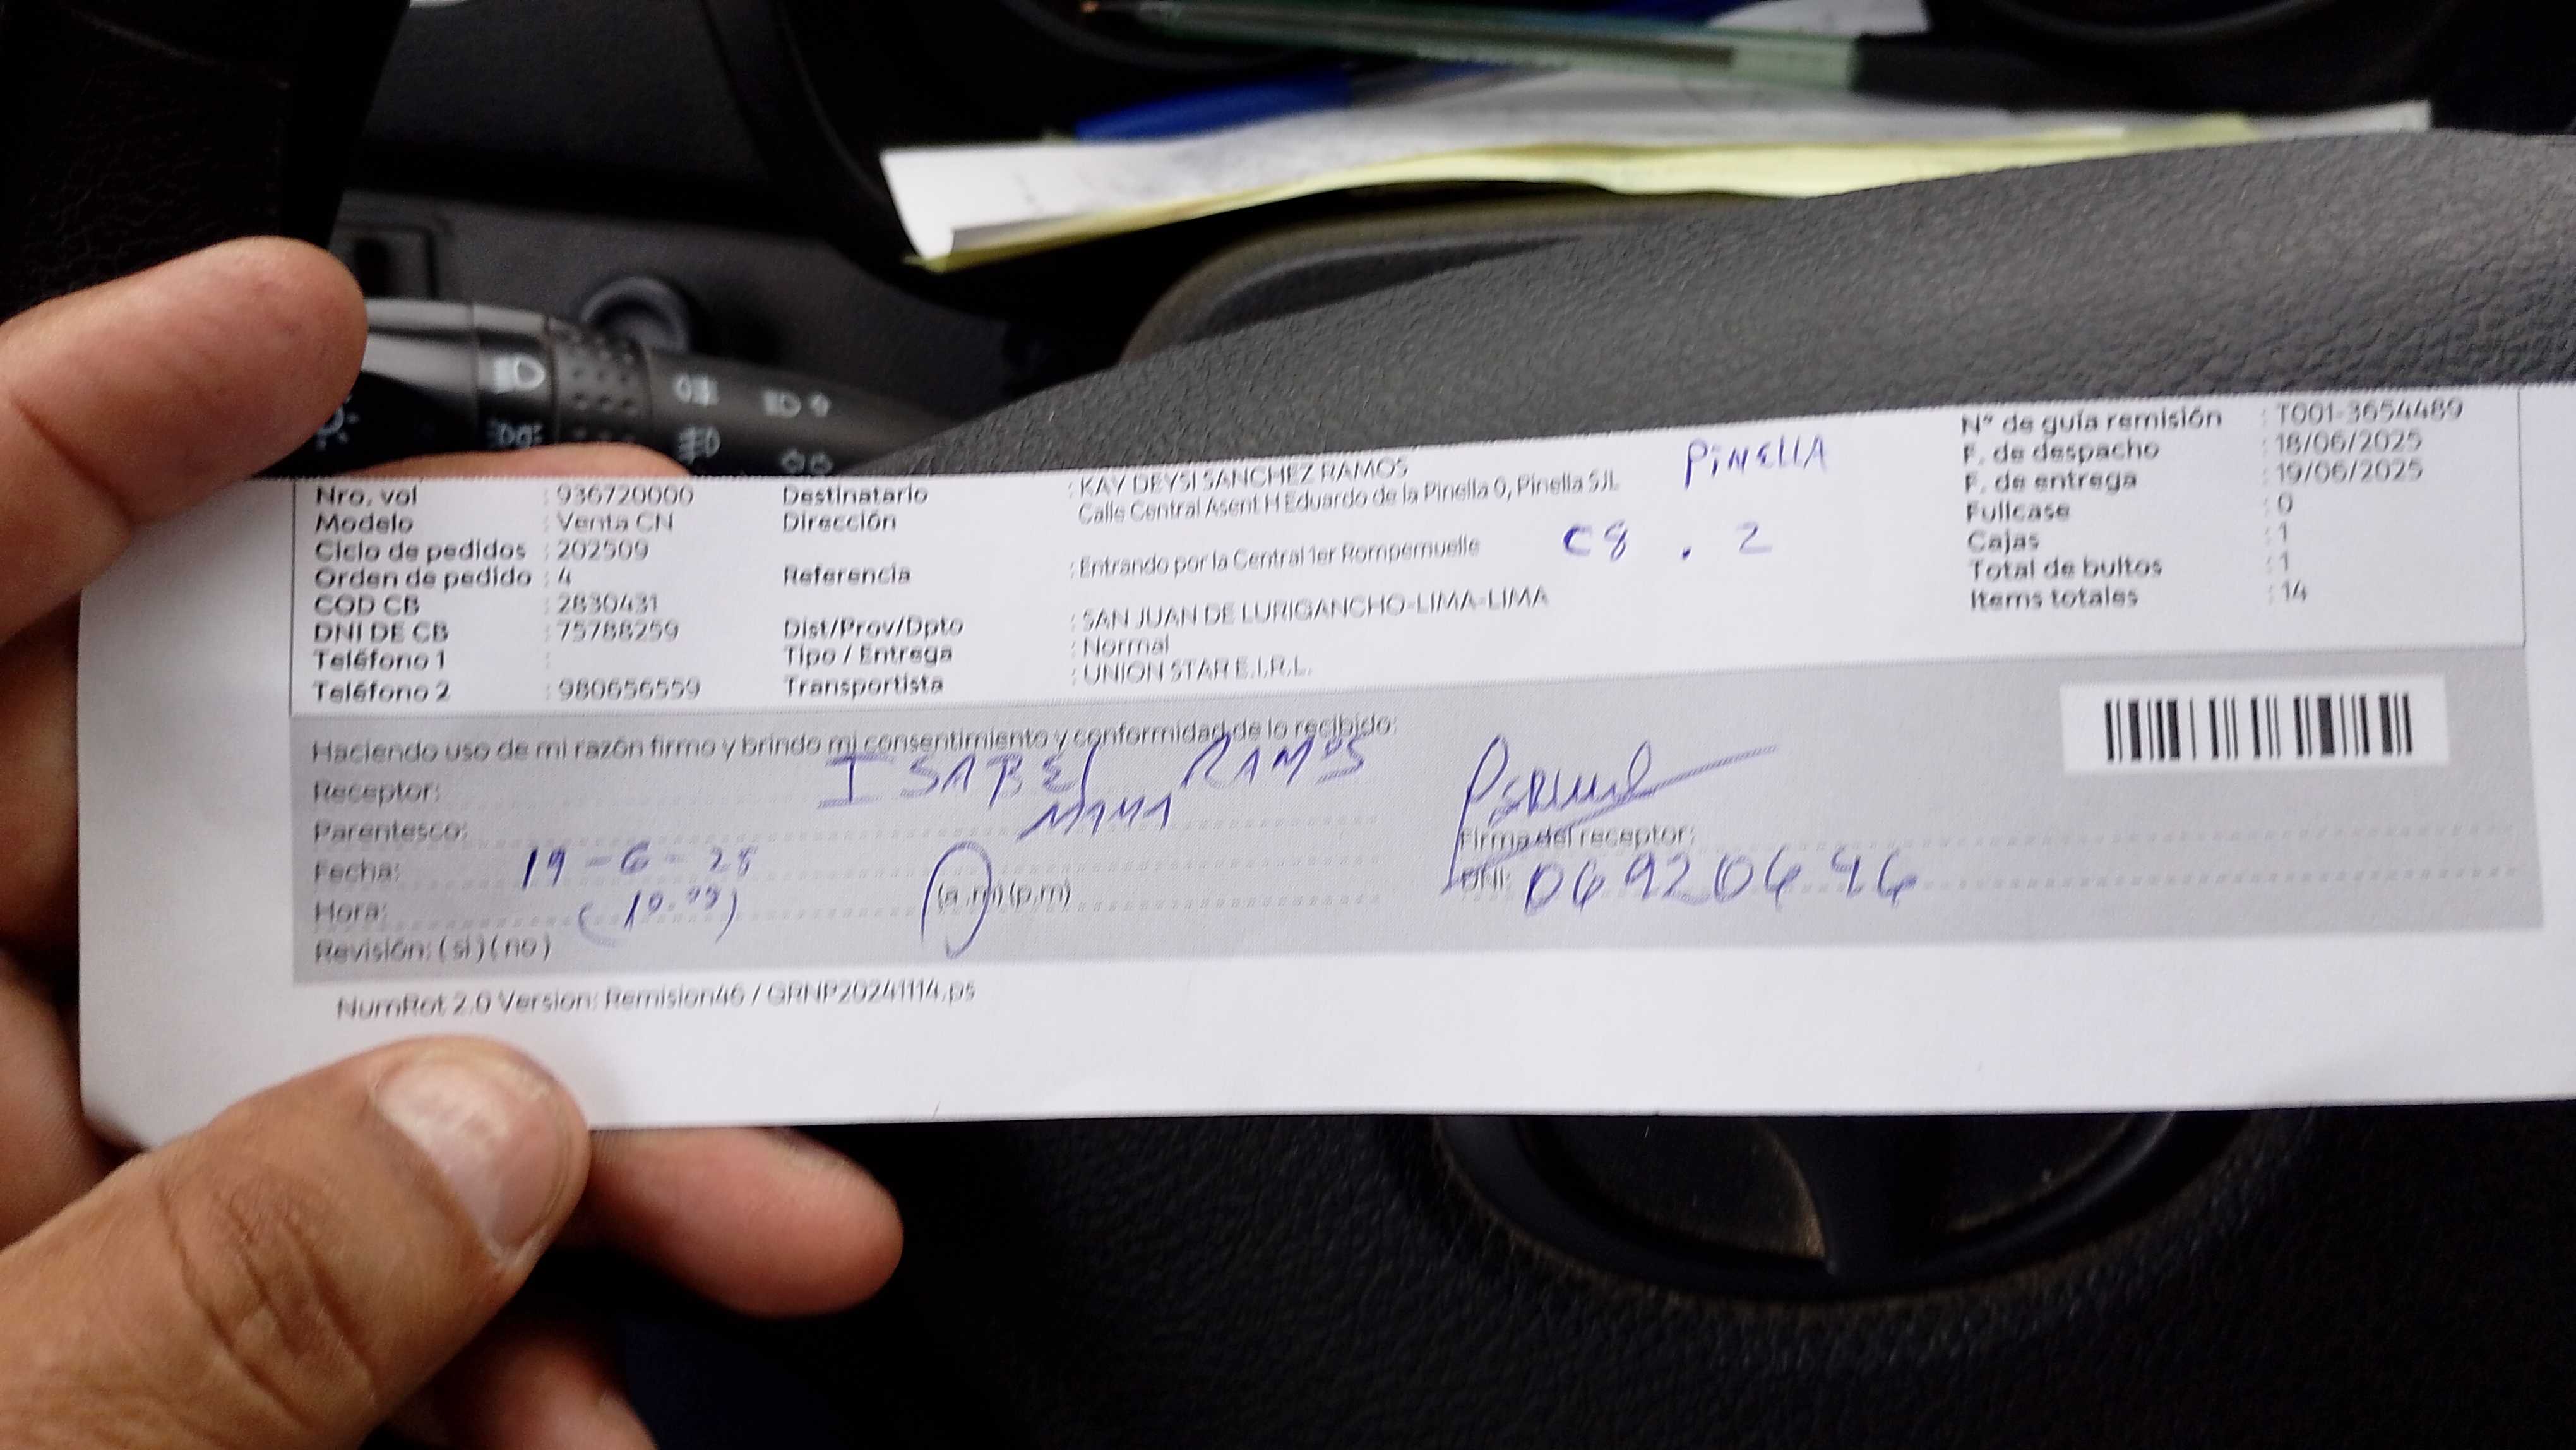 Nro. vol : 936720000
Modelo : Venta CN
Ciclo de pedidos : 202509
Orden de pedido : 4
COD CB : 2830431
DNI DE CB : 75788259
Teléfono 1 :
Teléfono 2 : 980656559
Destinatario : KAY DEYSI SANCHEZ RAMOS
Dirección : Calle Central Asent H Eduardo de la Pinella 0, Pinella SJL
PiNEllA
C8 . 2
Referencia : Entrando por la Central 1er Rompemuelle
Dist/Prov/Dpto : SAN JUAN DE LURIGANCHO-LIMA-LIMA
Tipo / Entrega : Normal
Transportista : UNION STAR E.I.R.L.
N° de guía remisión : T001-3654489
F. de despacho : 18/06/2025
F. de entrega : 19/06/2025
Fullcase : 0
Cajas : 1
Total de bultos : 1
Items totales : 14
Haciendo uso de mi razón firmo y brindo mi consentimiento y conformidad de lo recibido:
Receptor: ISABEl RAMOS
Parentesco: MAMA
Fecha: 19-6-25
Hora: (a.m) (p.m)
Revisión: ( si ) ( no )
Firma del receptor:
DNI:
NumRot 2.0 Version: Remision46 / GRNP20241114.ps